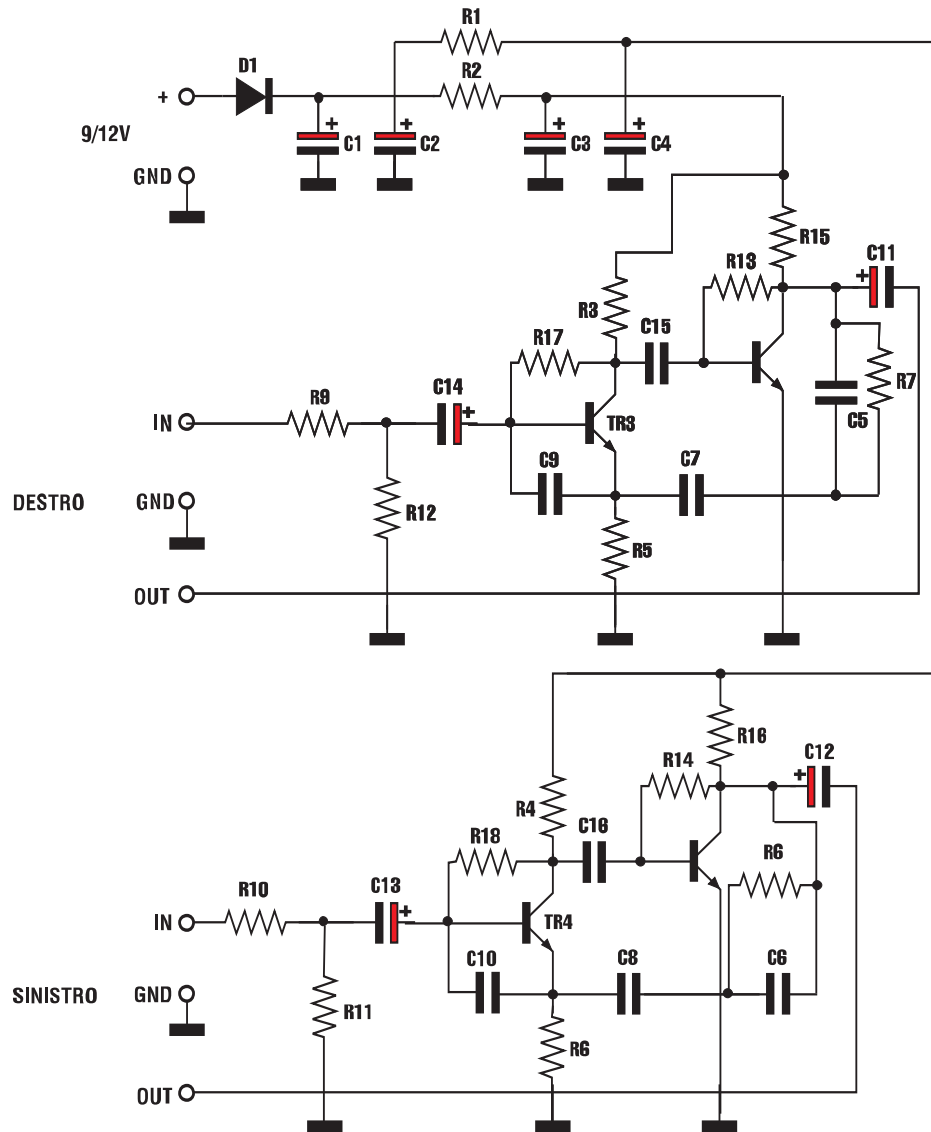 R1
D1
R2
+
+
+
+
+
9/12V
C1
C2
C3
C4
GND
R15
C11
R13
+
R3
C15
R17
R7
C14
R9
+
C5
IN
TR3
C9
C7
DESTRO
GND
R12
R5
OUT
R16
C12
R14
+
R4
C16
R18
R6
C13
R10
+
IN
TR4
C10
C8
C6
SINISTRO
GND
R11
R6
OUT